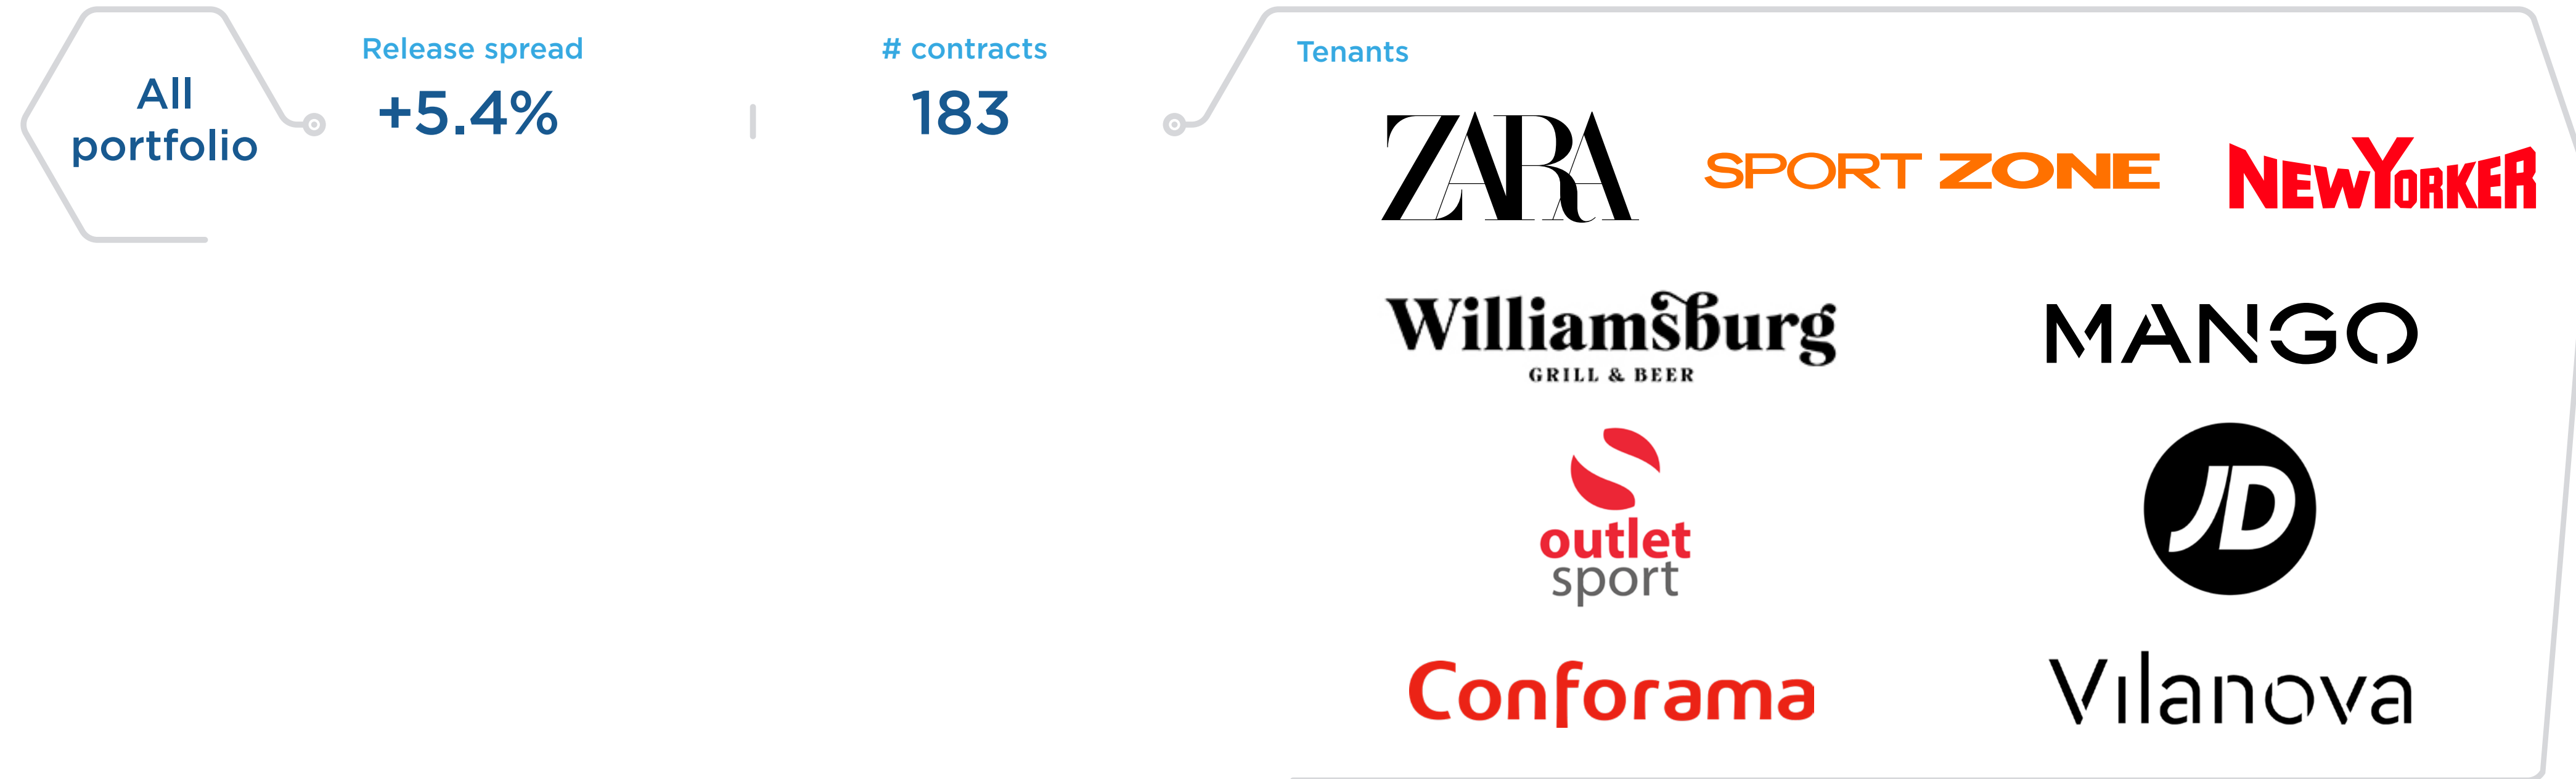 All
portfolio
Release spread
+5.4%
# contracts
183
Tenants
ZARA
SPORT ZONE
NEWYORKER
Williamsburg
GRILL & BEER
MANGO
outlet
sport
JD
Conforama
Vilanova